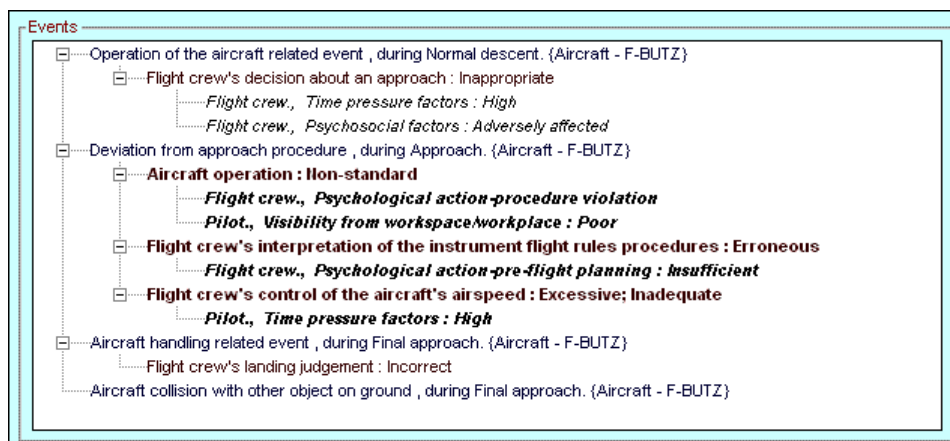 Events
Operation of the aircraft related event , during Normal descent. {Aircraft - F-BUTZ}
Flight crew's decision about an approach : Inappropriate
Flight crew., Time pressure factors : High
Flight crew., Psychosocial factors : Adversely affected
Deviation from approach procedure , during Approach. {Aircraft - F-BUTZ}
Aircraft operation : Non-standard
Flight crew., Psychological action-procedure violation
Pilot., Visibility from workspace/workplace : Poor
Flight crew's interpretation of the instrument flight rules procedures : Erroneous
Flight crew., Psychological action-pre-flight planning : Insufficient
Flight crew's control of the aircraft's airspeed : Excessive; Inadequate
Pilot., Time pressure factors : High
Aircraft handling related event , during Final approach. {Aircraft - F-BUTZ}
Flight crew's landing judgement : Incorrect
Aircraft collision with other object on ground , during Final approach. {Aircraft - F-BUTZ}